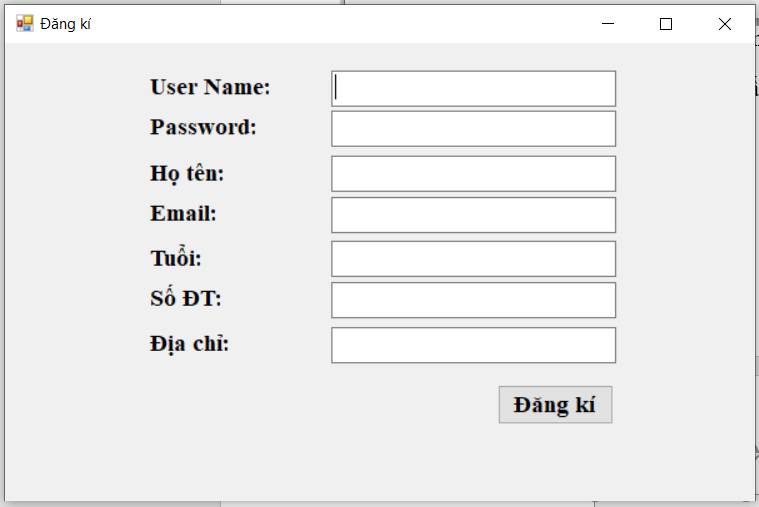 Đăng kí
User Name:
Password:
Họ tên:
Email:
Tuổi:
Số ĐT:
Địa chỉ:
Đăng kí